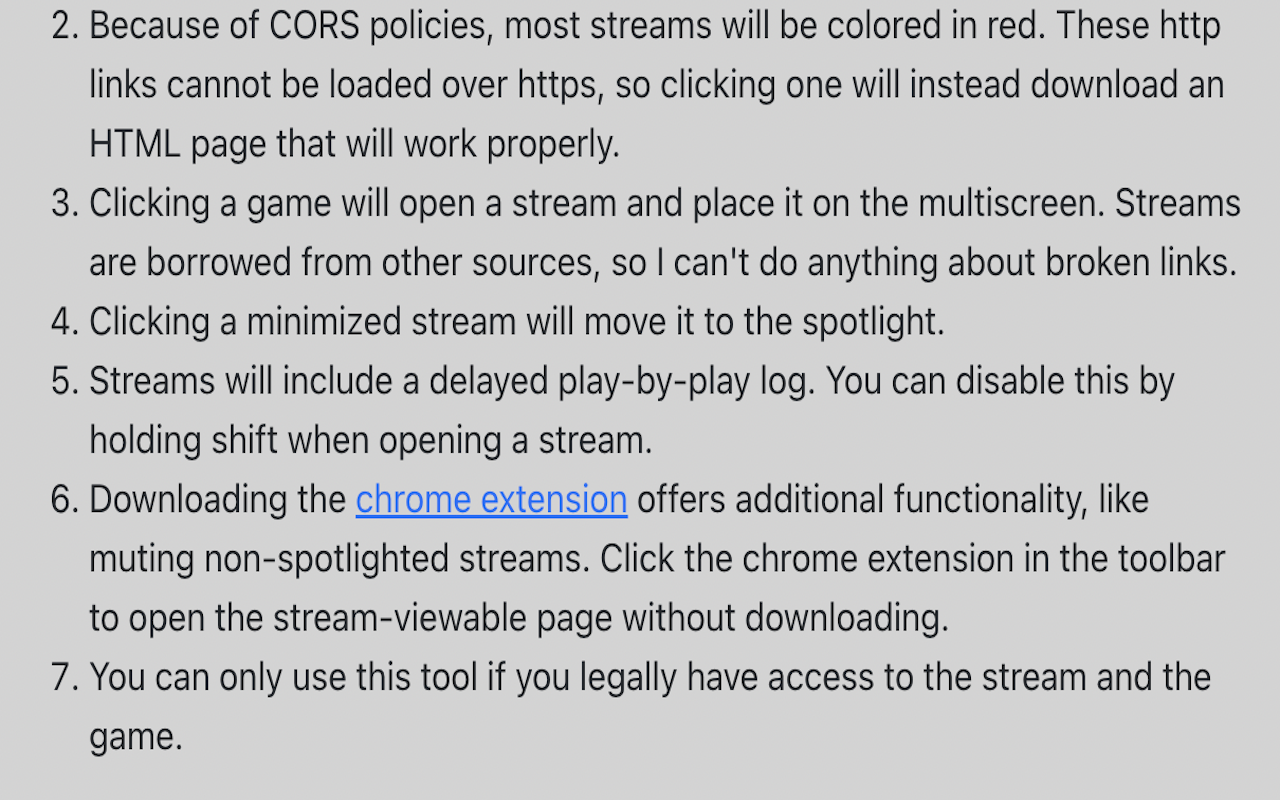 2. Because of CORS policies, most streams will be colored in red. These http
links cannot be loaded over https, so clicking one will instead download an
HTML page that will work properly.
3. Clicking a game will open a stream and place it on the multiscreen. Streams
are borrowed from other sources, so I can't do anything about broken links.
4. Clicking a minimized stream will move it to the spotlight.
5. Streams will include a delayed play-by-play log. You can disable this by
holding shift when opening a stream.
6. Downloading the chrome extension offers additional functionality, like
muting non-spotlighted streams. Click the chrome extension in the toolbar
to open the stream-viewable page without downloading.
7. You can only use this tool if you legally have access to the stream and the
game.